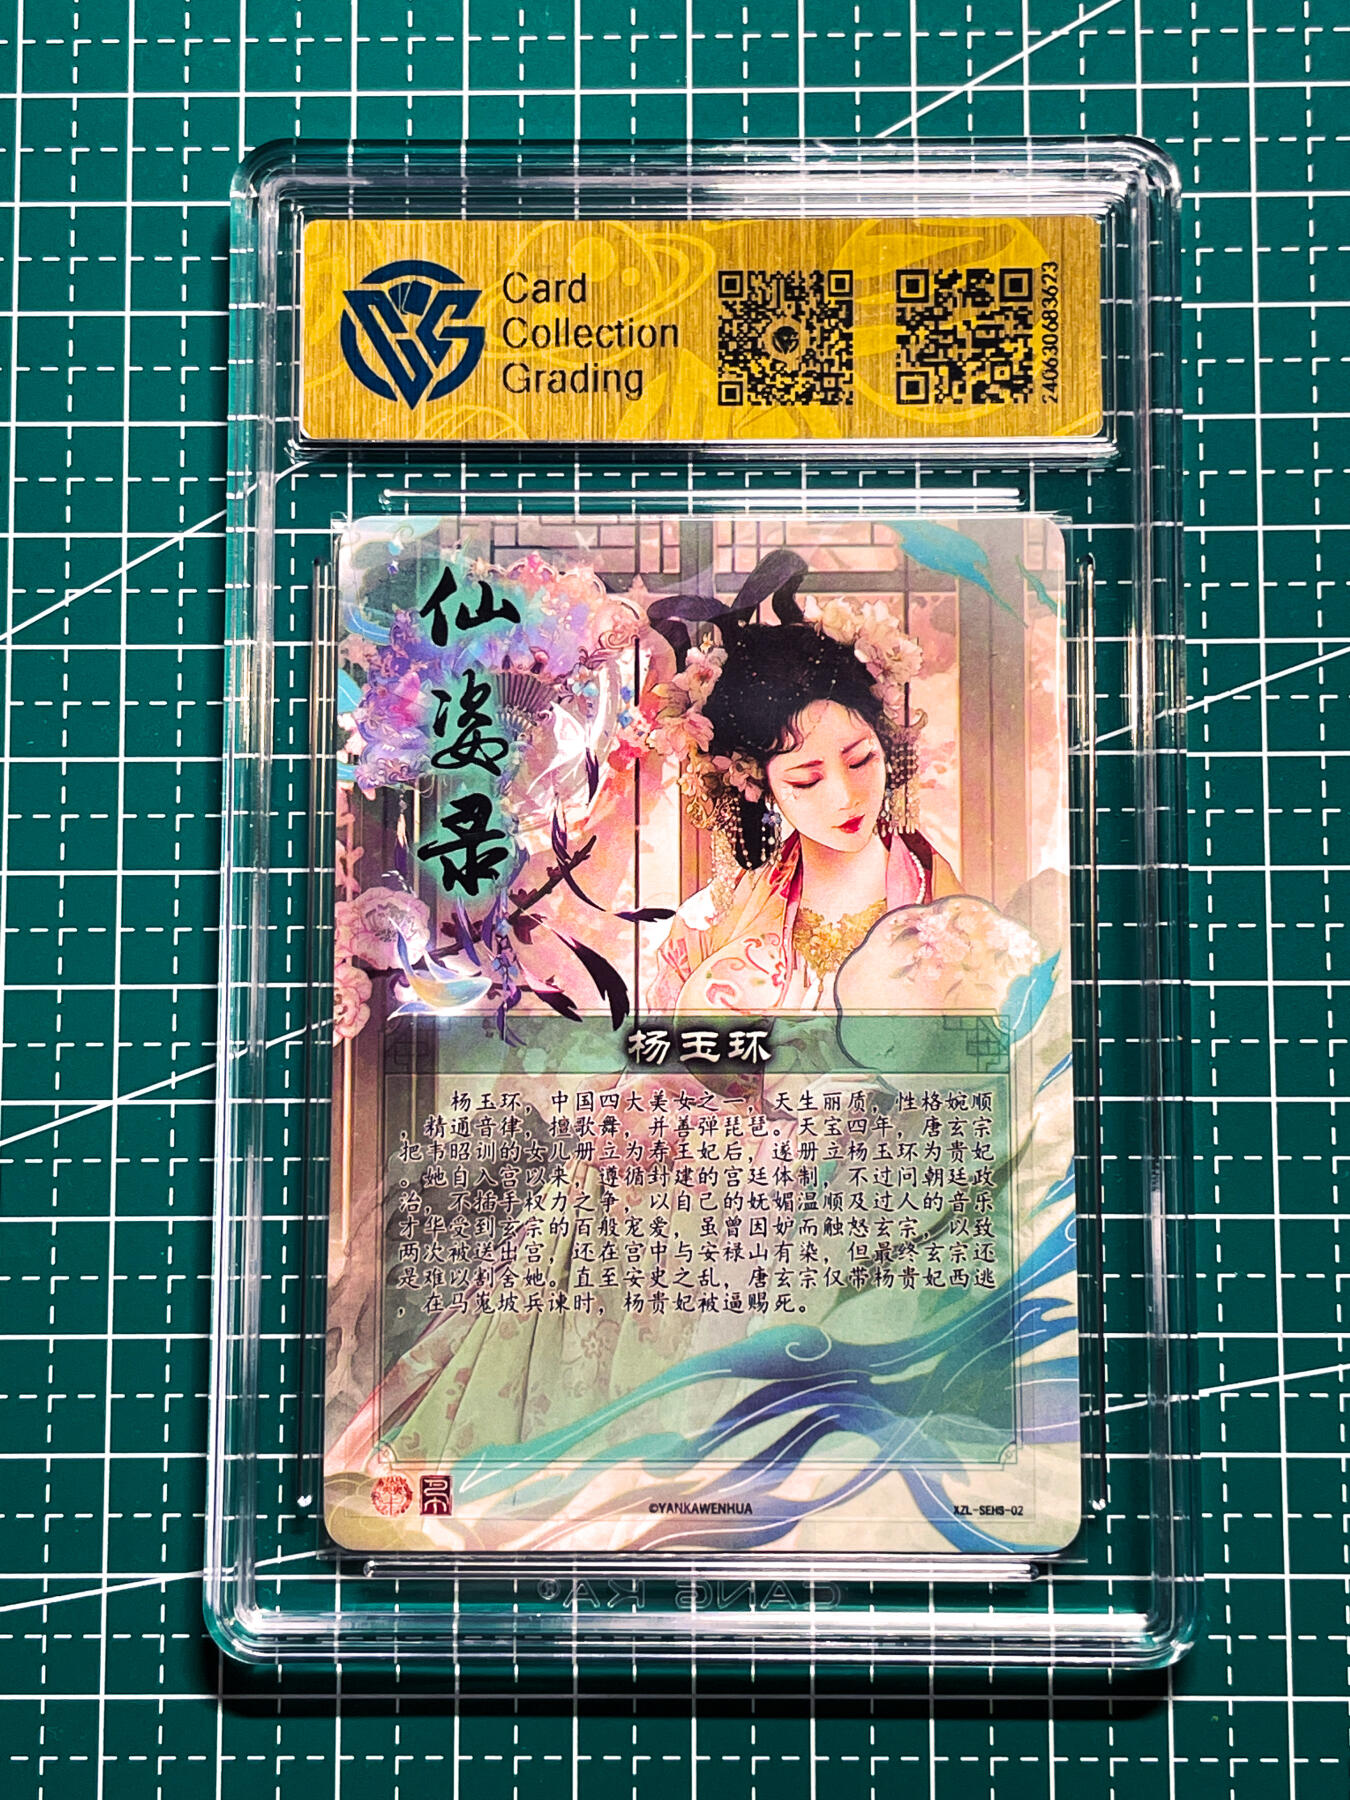 Card
Collection
Grading
240630683623
仙
姿
录
杨玉环
杨玉环，中国四大美女之一，天生丽质，性格婉顺
，精通音律，擅歌舞，并善弹琵琶。天宝四年，唐玄宗
把韦昭训的女儿册立为寿王妃后，遂册立杨玉环为贵妃
。她自入宫以来，遵循封建的宫廷体制，不过问朝廷政
治，不插手权力之争，以自己的妩媚温顺及过人的音乐
才华受到玄宗的百般宠爱，虽曾因妒而触怒玄宗，以致
两次被送出宫，还在宫中与安禄山有染，但最终玄宗还
是难以割舍她。直至安史之乱，唐玄宗仅带杨贵妃西逃
，在马嵬坡兵谏时，杨贵妃被逼赐死。
©YANKAWENHUA
XZL-SEHS-02
CANG KA®